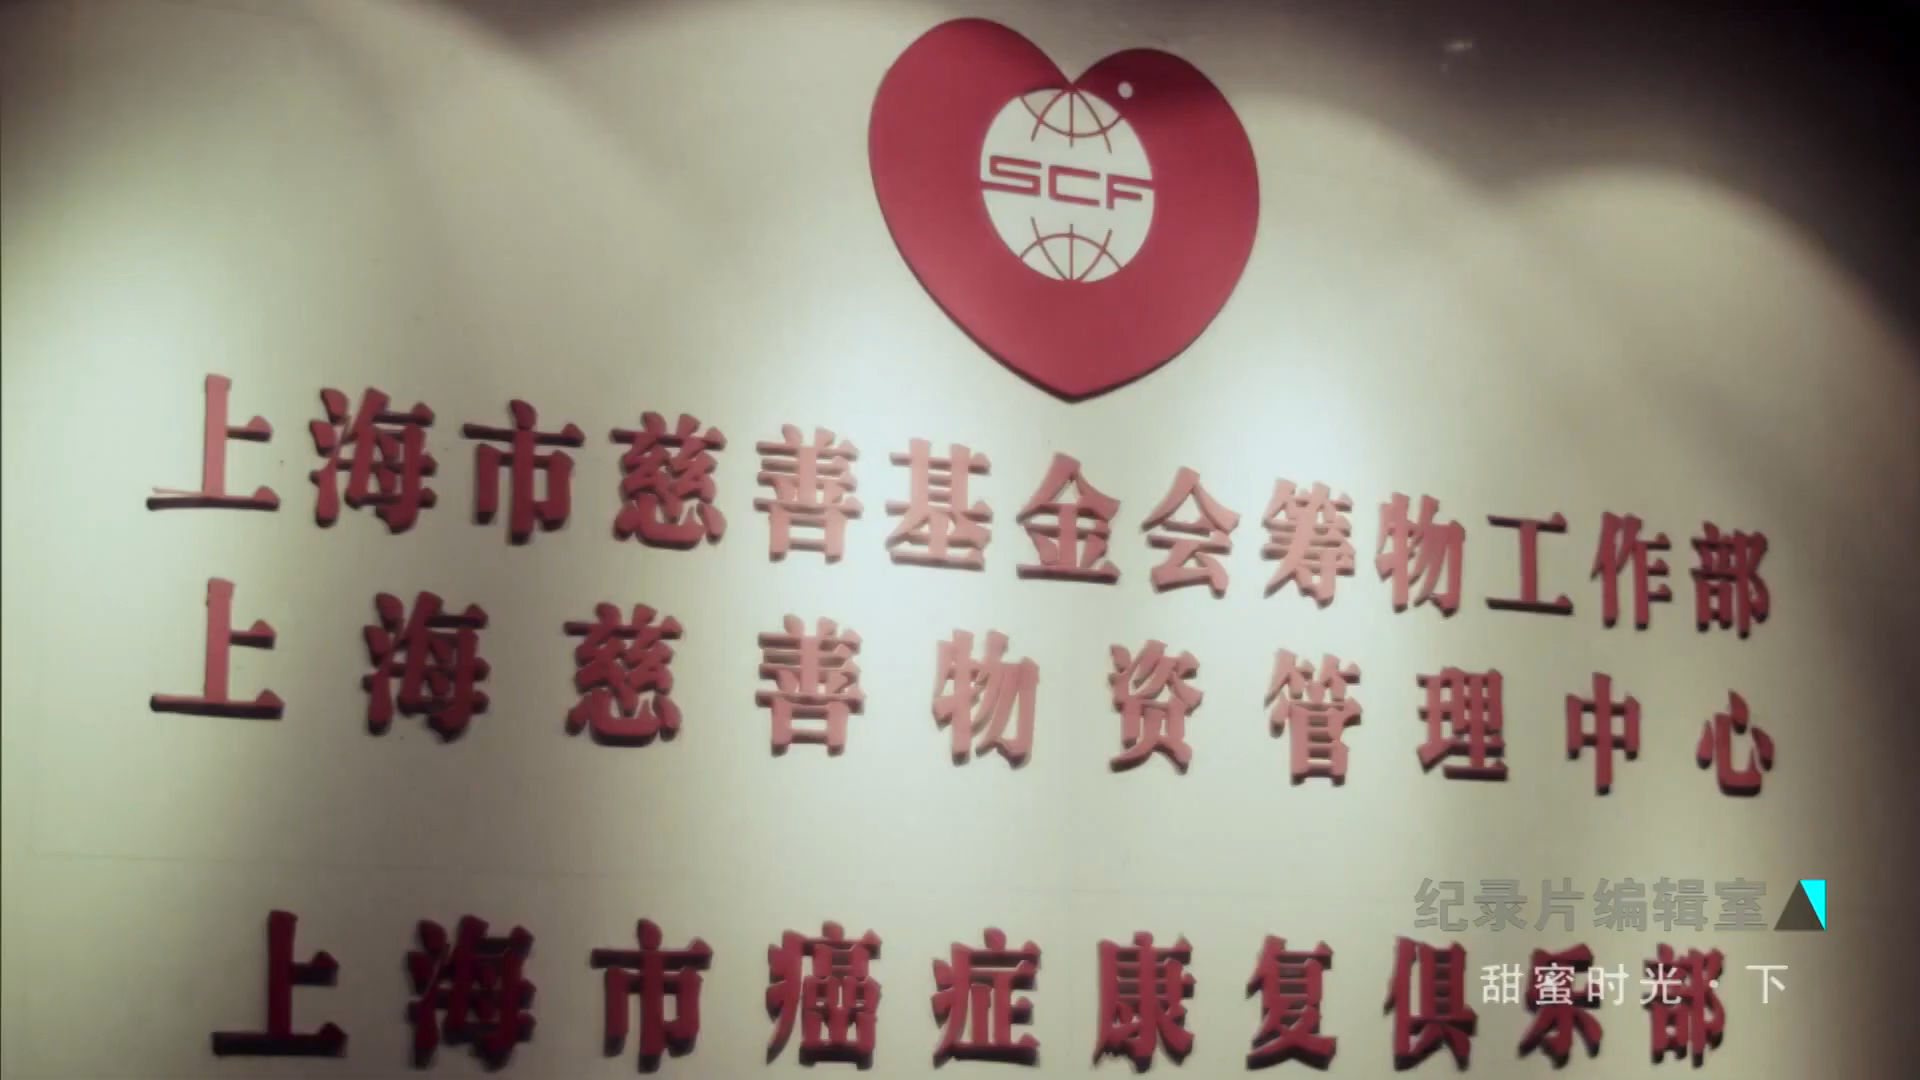 SCF
上海市慈善基金会筹物工作部
上海慈善物资管理中心
上海市癌症康复俱乐部
纪录片编辑室
甜蜜时光·下